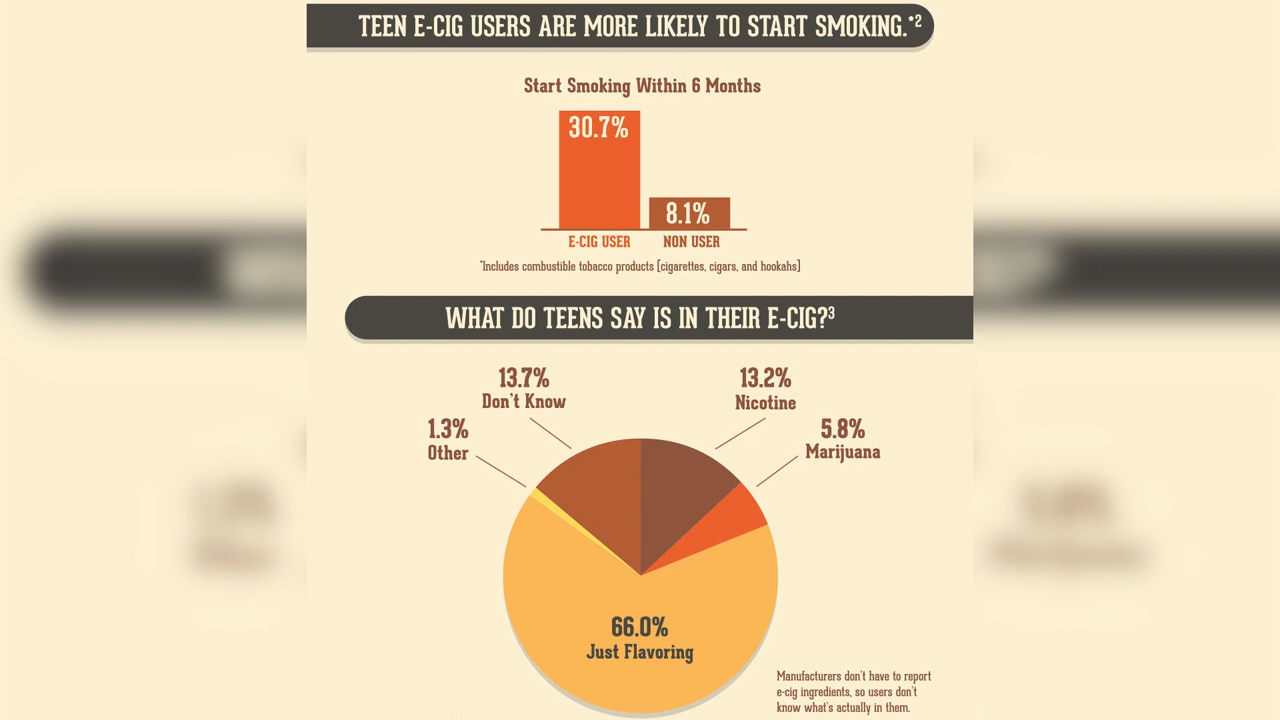 TEEN E-CIG USERS ARE MORE LIKELY TO START SMOKING.*2
Start Smoking Within 6 Months
30.7%
8.1%
E-CIG USER
NON USER
*Includes combustible tobacco products [cigarettes, cigars, and hookahs]
WHAT DO TEENS SAY IS IN THEIR E-CIG?3
13.7%
Don't Know
13.2%
Nicotine
1.3%
Other
5.8%
Marijuana
66.0%
Just Flavoring
Manufacturers don't have to report
e-cig ingredients, so users don't
know what's actually in them.